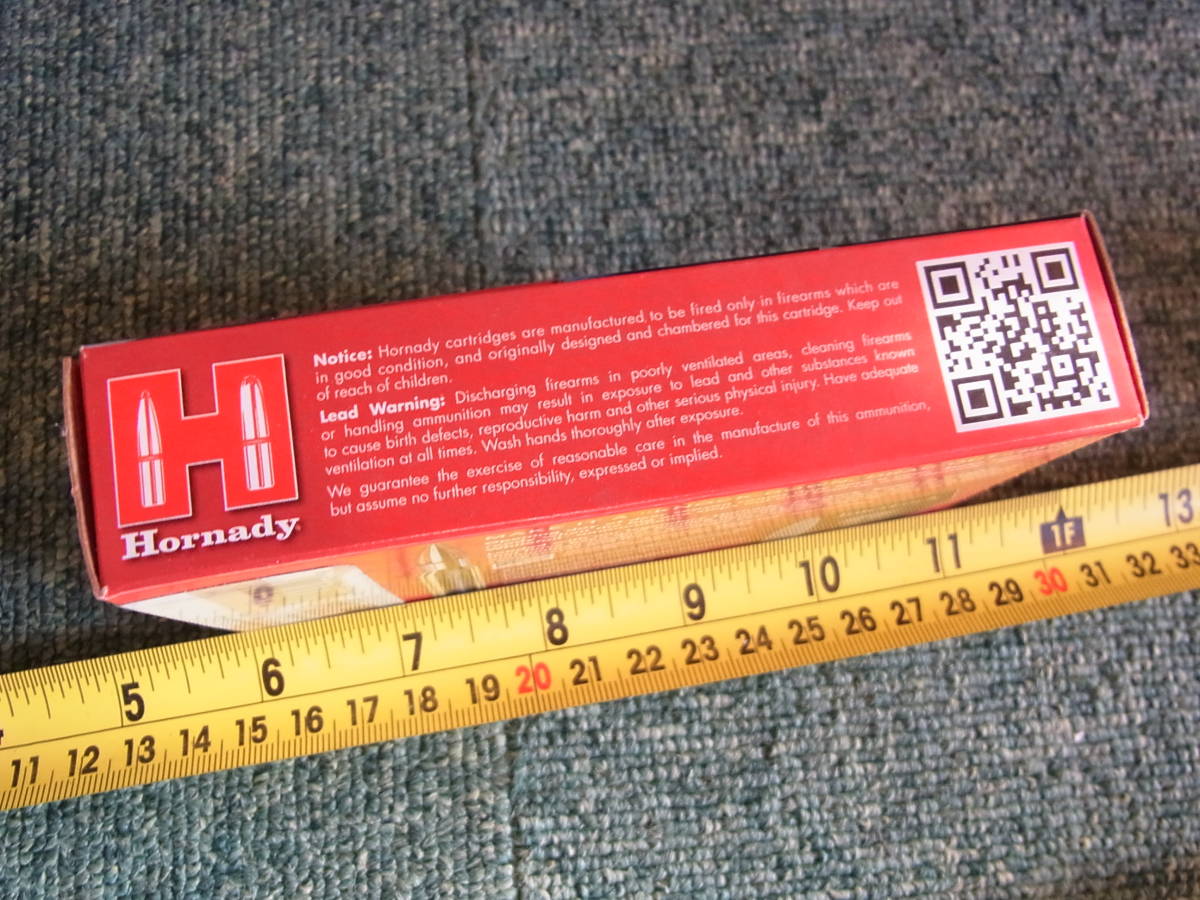 Notice: Hornady cartridges are manufactured to be fired only in firearms which are
in good condition, and originally designed and chambered for this cartridge. Keep out
of reach of children.
Lead Warning: Discharging firearms in poorly ventilated areas, cleaning firearms
or handling ammunition may result in exposure to lead and other substances known
to cause birth defects, reproductive harm and other serious physical injury. Have adequate
ventilation at all times. Wash hands thoroughly after exposure.
We guarantee the exercise of reasonable care in the manufacture of this ammunition,
but assume no further responsibility, expressed or implied.
H
Hornady
5 6 7 8 9 10 11 1F 13
11 12 13 14 15 16 17 18 19 20 21 22 23 24 25 26 27 28 29 30 31 32 33